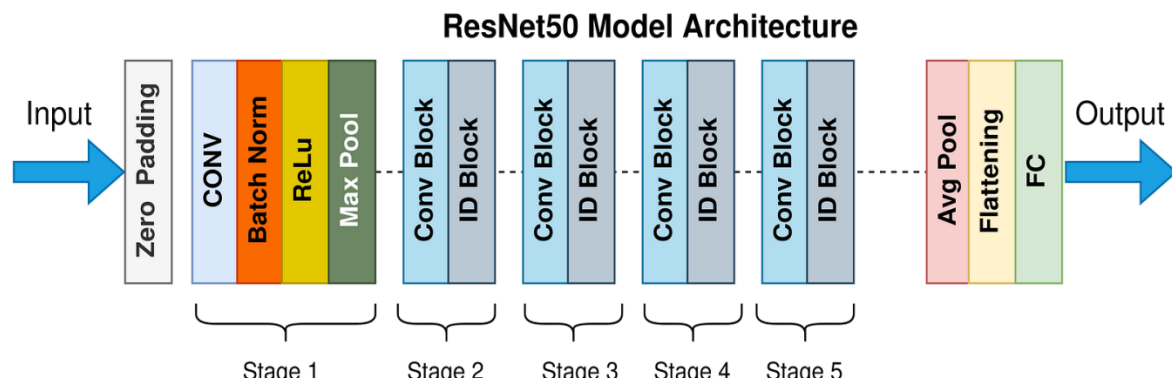 ResNet50 Model Architecture
Input
Zero Padding
CONV
Batch Norm
ReLu
Max Pool
Conv Block
ID Block
Conv Block
ID Block
Conv Block
ID Block
Conv Block
ID Block
Avg Pool
Flattening
FC
Output
Stage 1
Stage 2
Stage 3
Stage 4
Stage 5